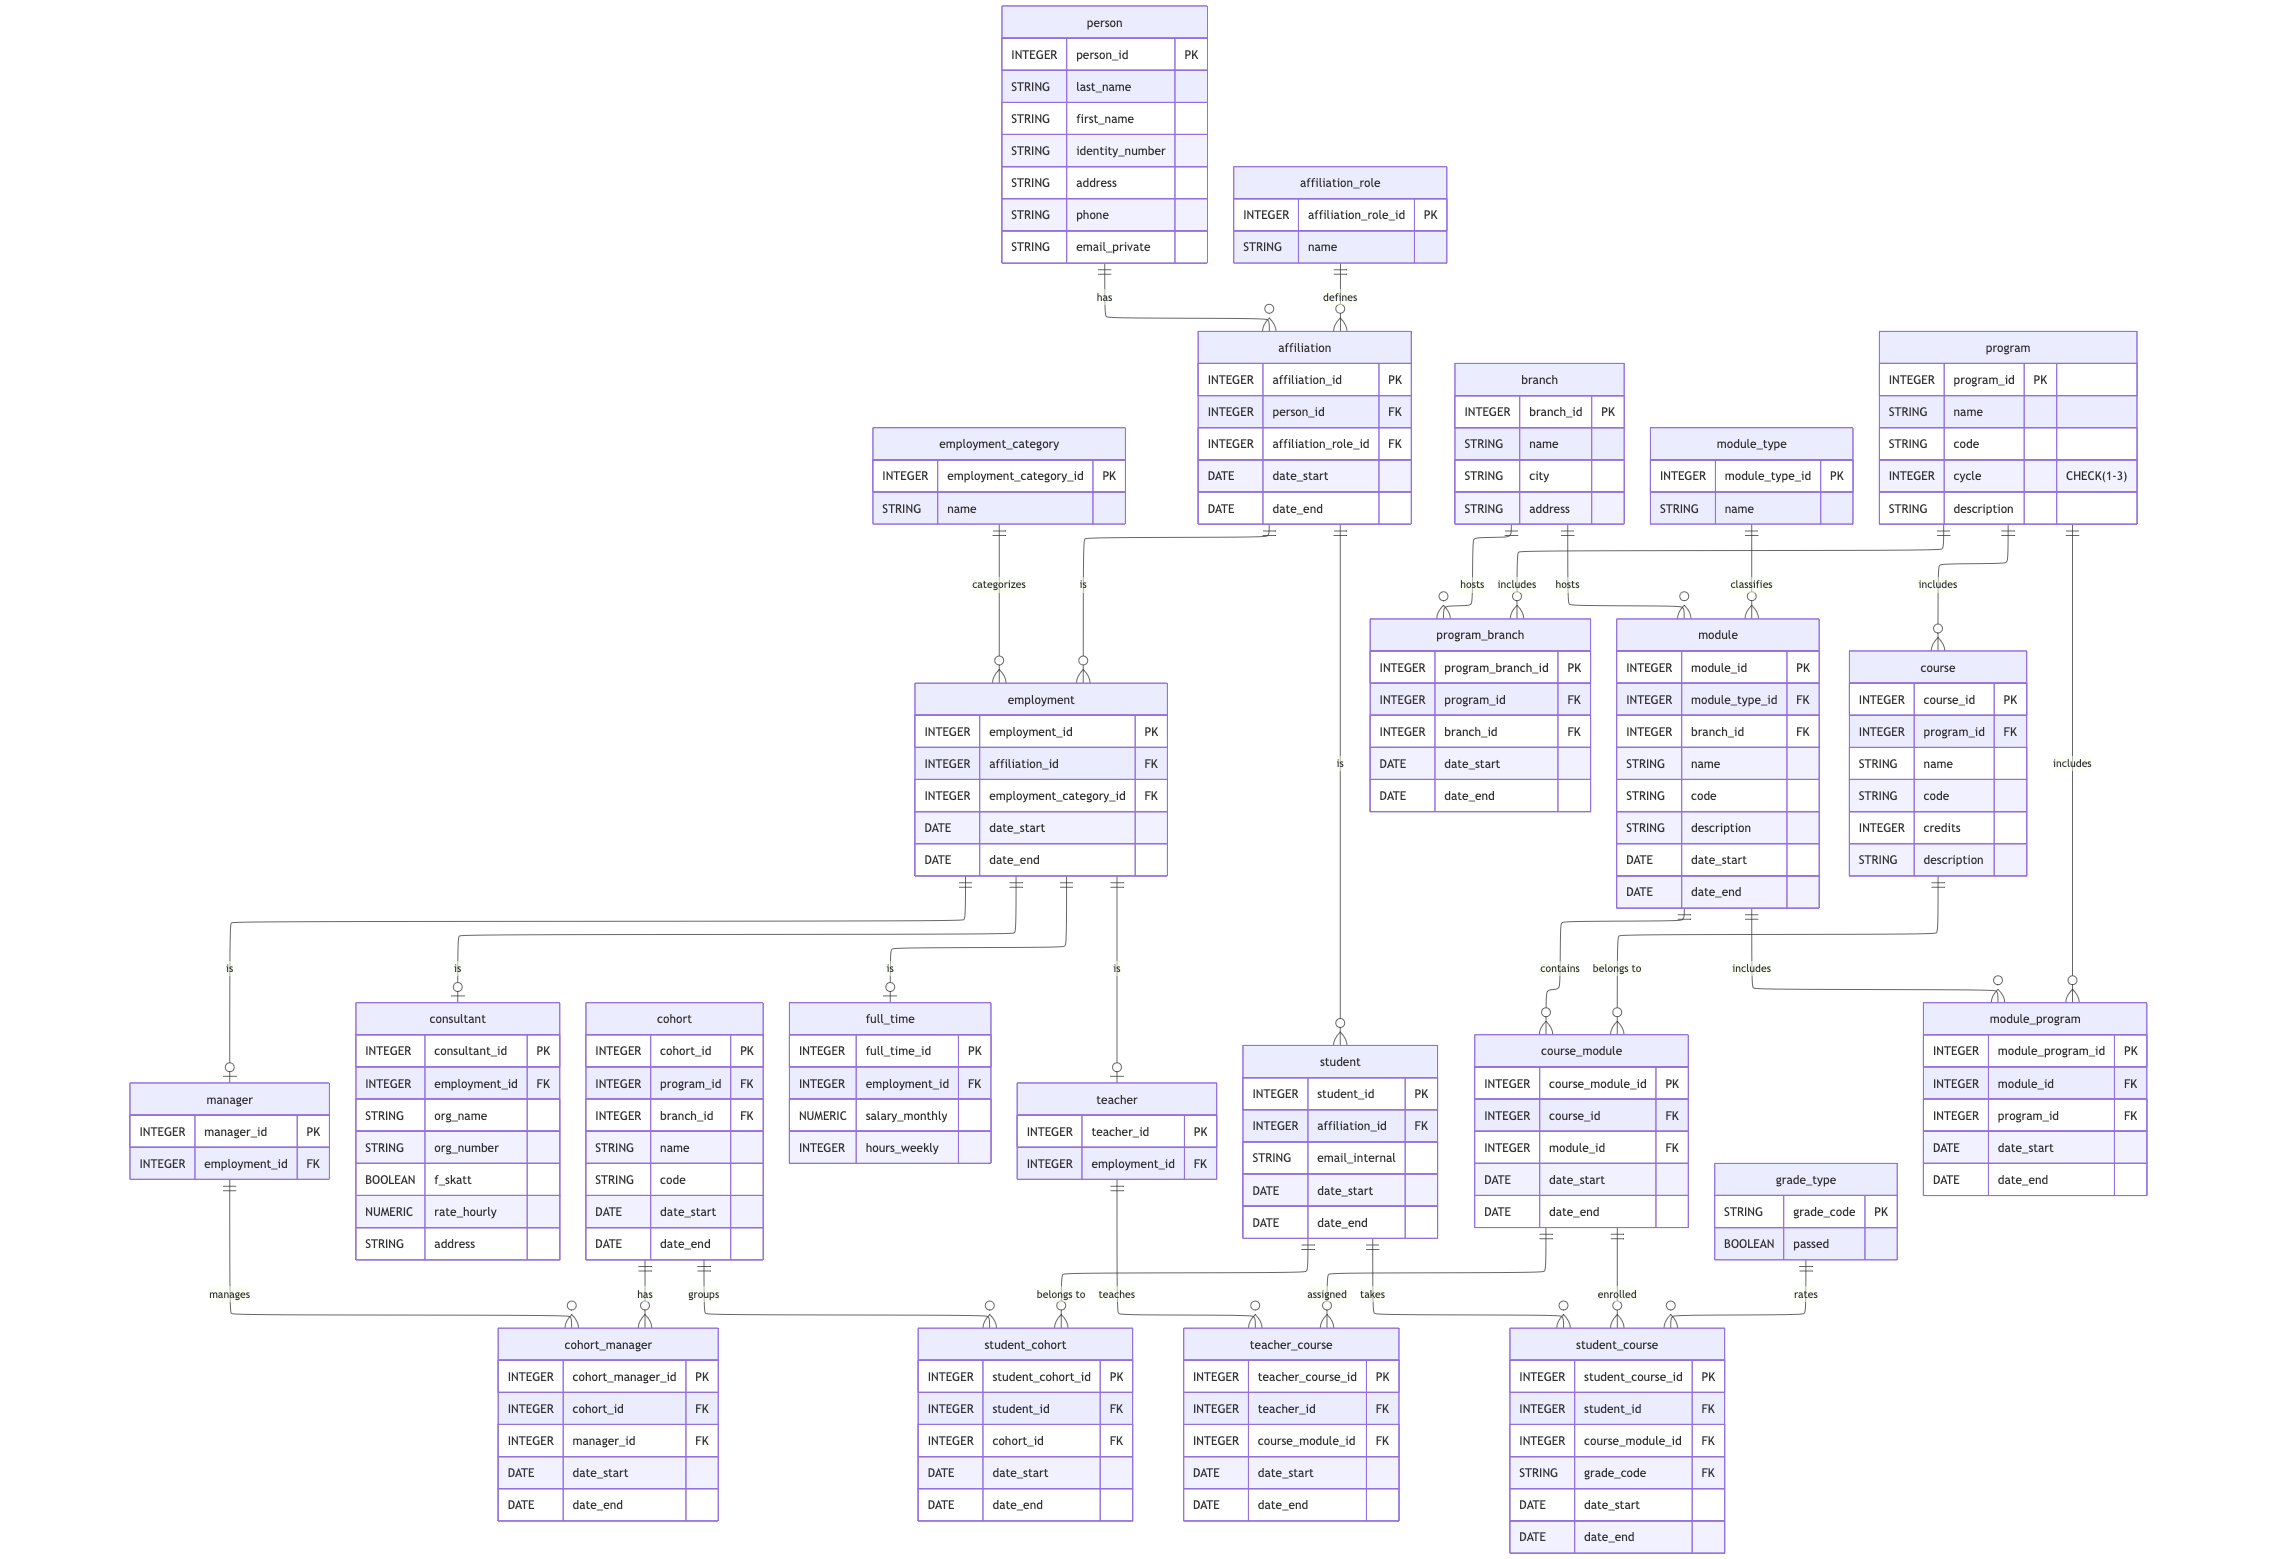 person
INTEGER person_id PK
STRING last_name
STRING first_name
STRING identity_number
STRING address
STRING phone
STRING email_private
affiliation_role
INTEGER affiliation_role_id PK
STRING name
has
defines
affiliation
INTEGER affiliation_id PK
INTEGER person_id FK
INTEGER affiliation_role_id FK
DATE date_start
DATE date_end
branch
INTEGER branch_id PK
STRING name
STRING city
STRING address
program
INTEGER program_id PK
STRING name
STRING code
INTEGER cycle CHECK(1-3)
STRING description
employment_category
INTEGER employment_category_id PK
STRING name
module_type
INTEGER module_type_id PK
STRING name
categorizes
is
hosts
includes
hosts
classifies
includes
program_branch
INTEGER program_branch_id PK
INTEGER program_id FK
INTEGER branch_id FK
DATE date_start
DATE date_end
module
INTEGER module_id PK
INTEGER module_type_id FK
INTEGER branch_id FK
STRING name
STRING code
STRING description
DATE date_start
DATE date_end
course
INTEGER course_id PK
INTEGER program_id FK
STRING name
STRING code
INTEGER credits
STRING description
employment
INTEGER employment_id PK
INTEGER affiliation_id FK
INTEGER employment_category_id FK
DATE date_start
DATE date_end
is
includes
is
is
is
is
contains
belongs to
includes
manager
INTEGER manager_id PK
INTEGER employment_id FK
consultant
INTEGER consultant_id PK
INTEGER employment_id FK
STRING org_name
STRING org_number
BOOLEAN f_skatt
NUMERIC rate_hourly
STRING address
cohort
INTEGER cohort_id PK
INTEGER program_id FK
INTEGER branch_id FK
STRING name
STRING code
DATE date_start
DATE date_end
full_time
INTEGER full_time_id PK
INTEGER employment_id FK
NUMERIC salary_monthly
INTEGER hours_weekly
teacher
INTEGER teacher_id PK
INTEGER employment_id FK
student
INTEGER student_id PK
INTEGER affiliation_id FK
STRING email_internal
DATE date_start
DATE date_end
course_module
INTEGER course_module_id PK
INTEGER course_id FK
INTEGER module_id FK
DATE date_start
DATE date_end
module_program
INTEGER module_program_id PK
INTEGER module_id FK
INTEGER program_id FK
DATE date_start
DATE date_end
grade_type
STRING grade_code PK
BOOLEAN passed
manages
has
groups
belongs to
teaches
assigned
takes
enrolled
rates
cohort_manager
INTEGER cohort_manager_id PK
INTEGER cohort_id FK
INTEGER manager_id FK
DATE date_start
DATE date_end
student_cohort
INTEGER student_cohort_id PK
INTEGER student_id FK
INTEGER cohort_id FK
DATE date_start
DATE date_end
teacher_course
INTEGER teacher_course_id PK
INTEGER teacher_id FK
INTEGER course_module_id FK
DATE date_start
DATE date_end
student_course
INTEGER student_course_id PK
INTEGER student_id FK
INTEGER course_module_id FK
STRING grade_code FK
DATE date_start
DATE date_end